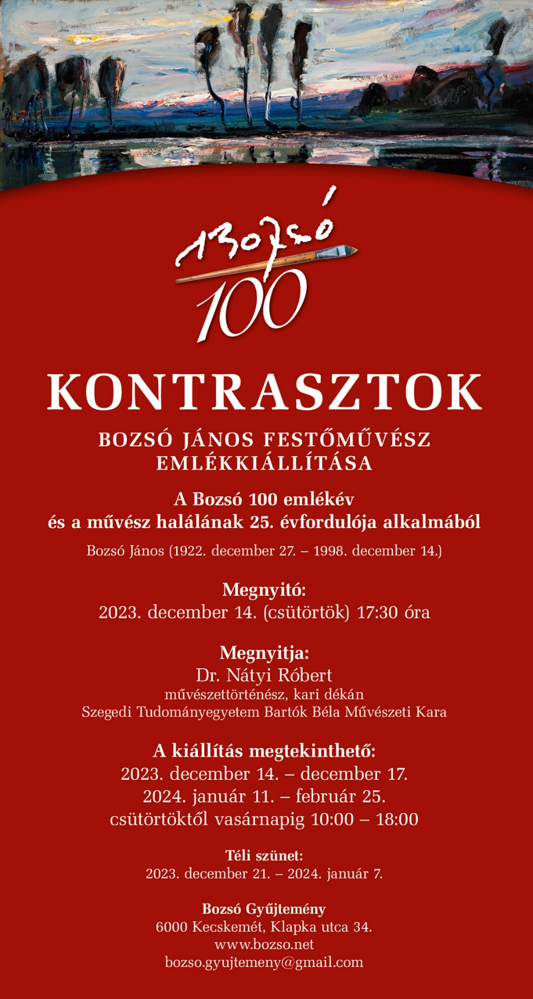 Bozsó
100
KONTRASZTOK
BOZSÓ JÁNOS FESTŐMŰVÉSZ
EMLÉKKIÁLLÍTÁSA
A Bozsó 100 emlékév
és a művész halálának 25. évfordulója alkalmából
Bozsó János (1922. december 27. – 1998. december 14.)
Megnyitó:
2023. december 14. (csütörtök) 17:30 óra
Megnyitja:
Dr. Nátyi Róbert
művészettörténész, kari dékán
Szegedi Tudományegyetem Bartók Béla Művészeti Kara
A kiállítás megtekinthető:
2023. december 14. – december 17.
2024. január 11. – február 25.
csütörtöktől vasárnapig 10:00 – 18:00
Téli szünet:
2023. december 21. – 2024. január 7.
Bozsó Gyűjtemény
6000 Kecskemét, Klapka utca 34.
www.bozso.net
bozso.gyujtemeny@gmail.com